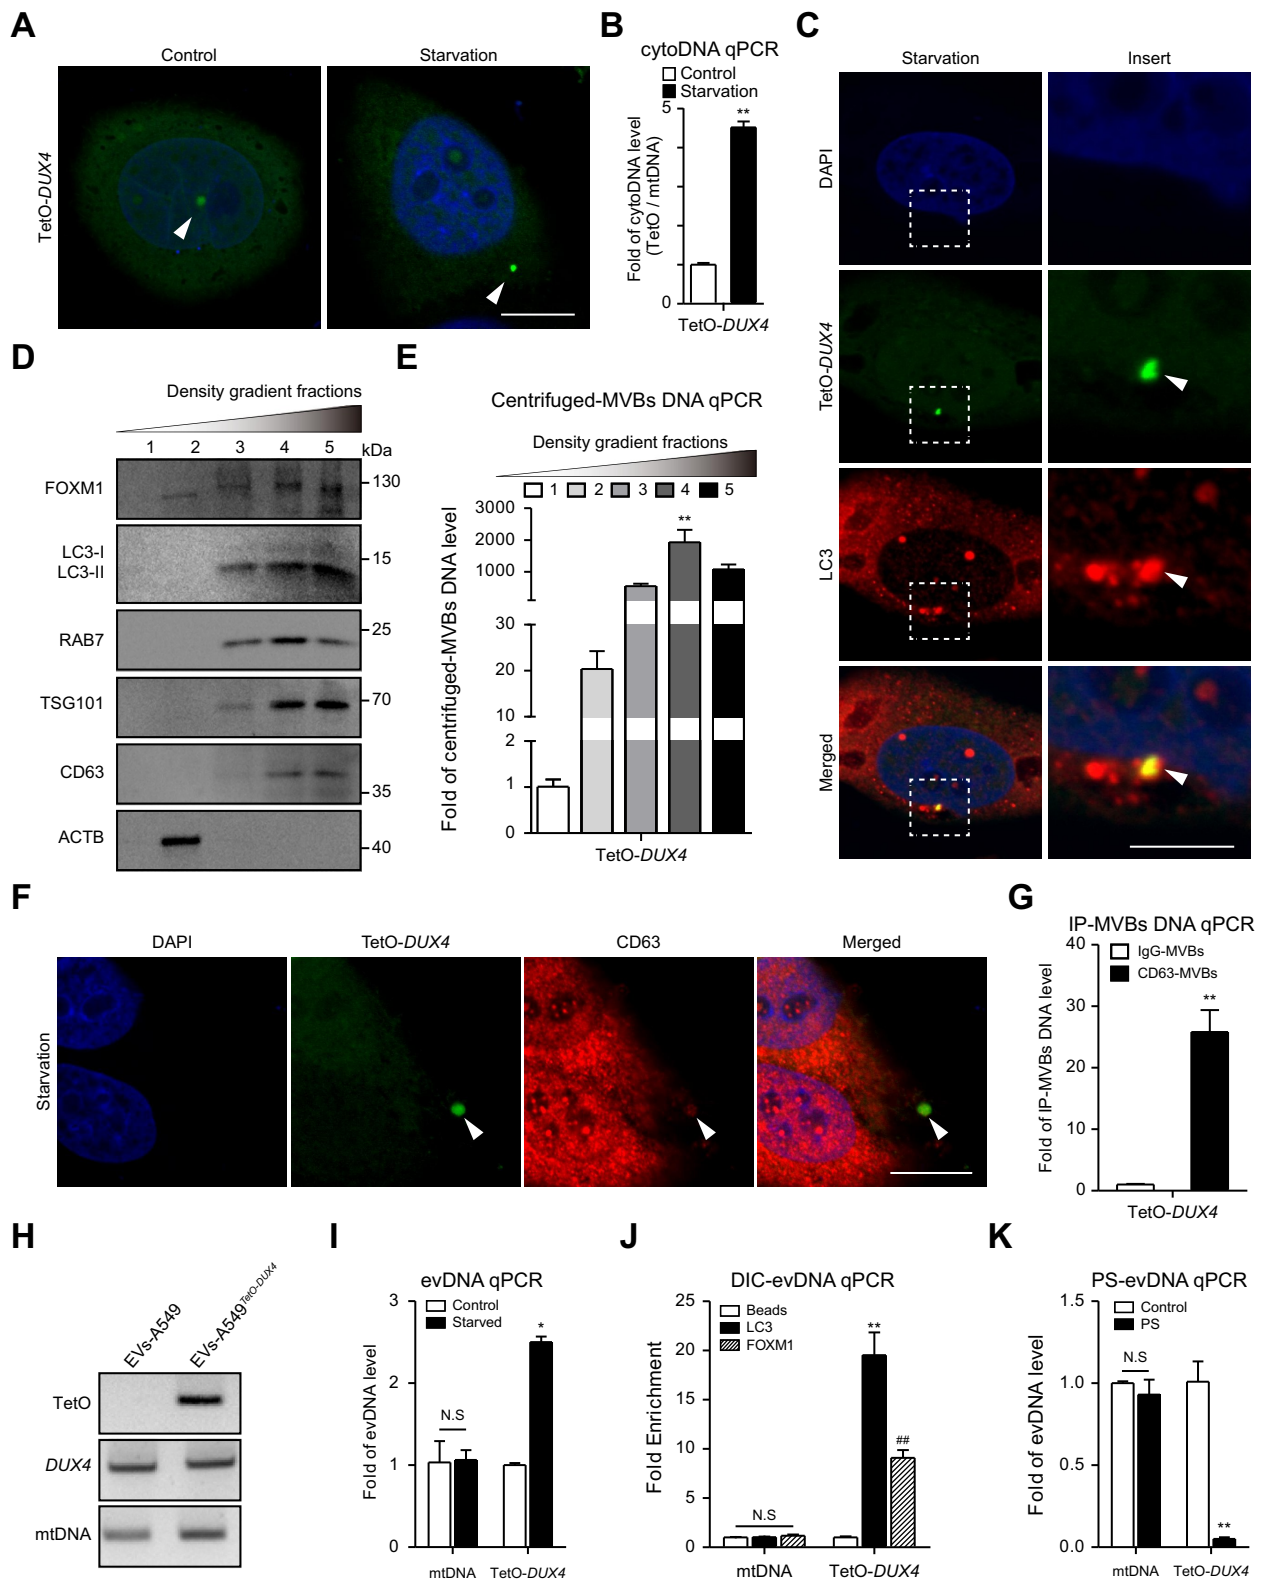 A
Control
Starvation
TetO-DUX4
B
cytoDNA qPCR
Control
Starvation
Fold of cytoDNA level
(TetO / mtDNA)
5
0
**
TetO-DUX4
C
Starvation
Insert
DAPI
TetO-DUX4
LC3
Merged
D
Density gradient fractions
1 2 3 4 5 kDa
FOXM1
130
LC3-I
LC3-II
15
RAB7
25
TSG101
70
CD63
35
ACTB
40
E
Centrifuged-MVBs DNA qPCR
Density gradient fractions
1 2 3 4 5
Fold of centrifuged-MVBs DNA level
3000
2000
1000
30
20
10
2
1
0
**
TetO-DUX4
F
DAPI
TetO-DUX4
CD63
Merged
Starvation
G
IP-MVBs DNA qPCR
IgG-MVBs
CD63-MVBs
Fold of IP-MVBs DNA level
40
30
20
10
0
**
TetO-DUX4
H
EVs-A549
EVs-A549TetO-DUX4
TetO
DUX4
mtDNA
I
evDNA qPCR
Control
Starved
Fold of evDNA level
3
2
1
0
N.S
*
mtDNA TetO-DUX4
J
DIC-evDNA qPCR
Beads
LC3
FOXM1
Fold Enrichment
25
20
15
10
5
0
N.S
**
##
mtDNA TetO-DUX4
K
PS-evDNA qPCR
Control
PS
Fold of evDNA level
1.5
1.0
0.5
0.0
N.S
**
mtDNA TetO-DUX4